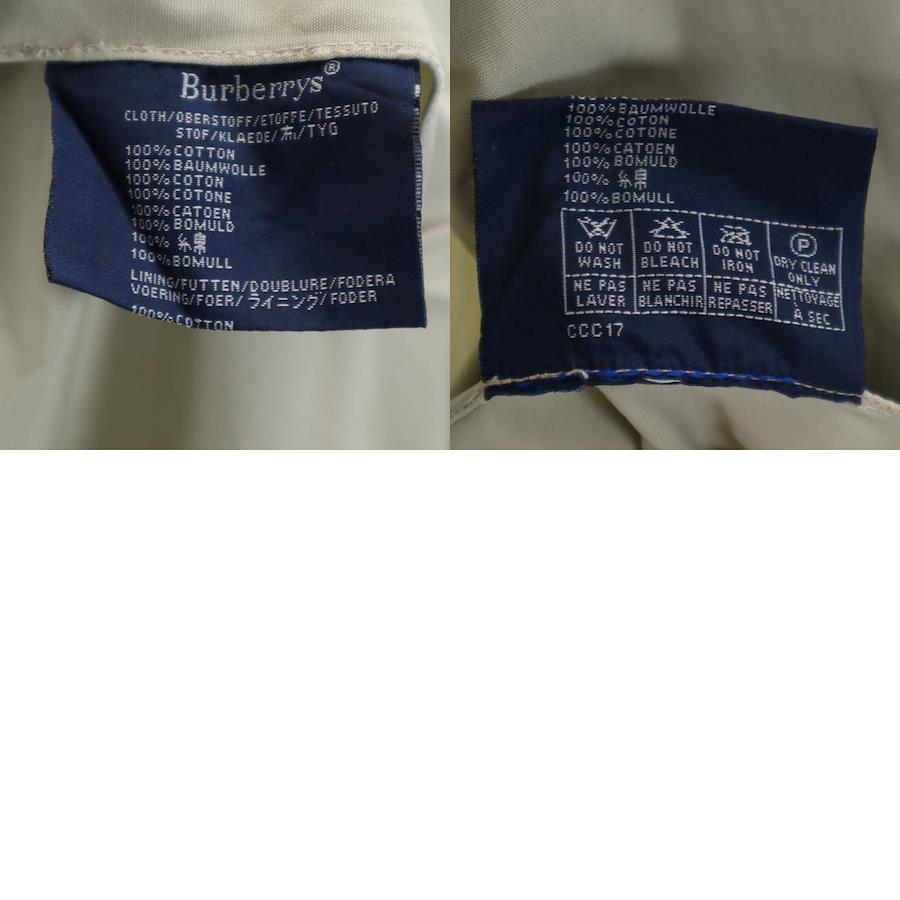 Burberrys®
CLOTH/OBERSTOFF/ETOFFE/TESSUTO
STOF/KLAEDE/布/TYG
100% COTTON
100% BAUMWOLLE
100% COTON
100% COTONE
100% CATOEN
100% BOMULD
100% 綿
100% BOMULL
LINING/FUTTEN/DOUBLURE/FODERA
VOERING/FOER/ライニング/FODER
100% COTTON
100% BAUMWOLLE
100% COTON
100% COTONE
100% CATOEN
100% BOMULD
100% 綿
100% BOMULL
DO NOT WASH
DO NOT BLEACH
DO NOT IRON
P
DRY CLEAN ONLY
NE PAS LAVER
NE PAS BLANCHIR
NE PAS REPASSER
NETTOYAGE À SEC
CCC17